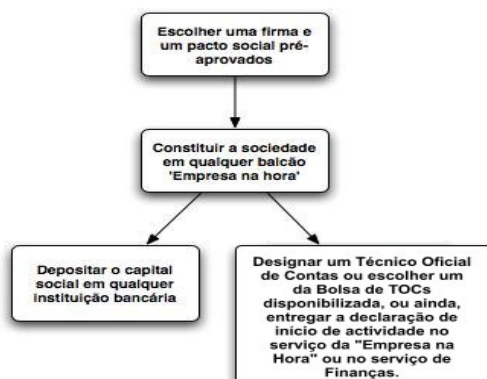 Escolher uma firma e
um pacto social pré-
aprovados
Constituir a sociedade
em qualquer balcão
'Empresa na hora'
Depositar o capital
social em qualquer
instituição bancária
Designar um Técnico Oficial
de Contas ou escolher um
da Bolsa de TOCs
disponibilizada, ou ainda,
entregar a declaração de
início de actividade no
serviço da "Empresa na
Hora" ou no serviço de
Finanças.